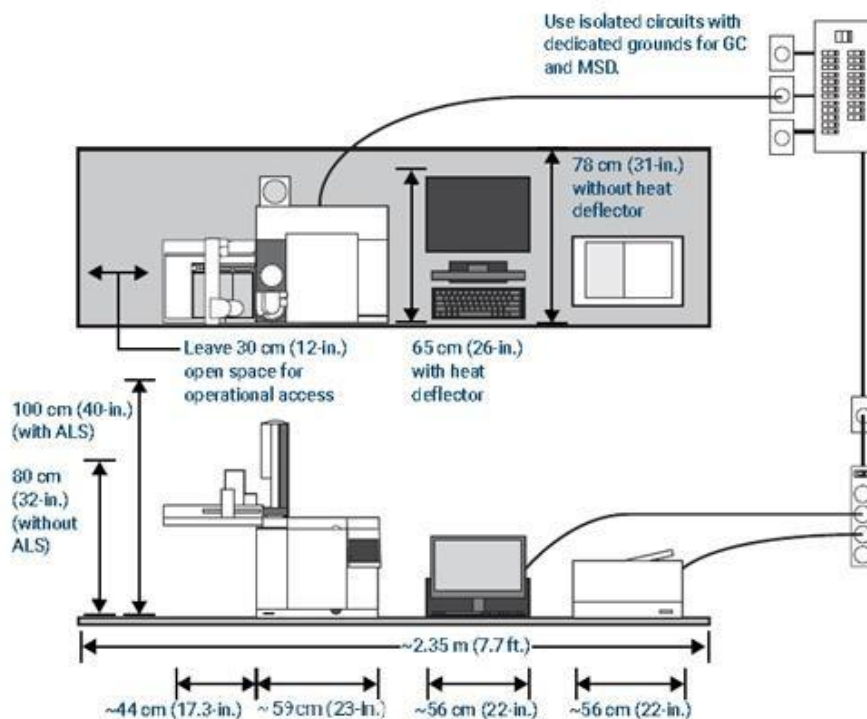 Use isolated circuits with
dedicated grounds for GC
and MSD.
78 cm (31-in.)
without heat
deflector
Leave 30 cm (12-in.)
open space for
operational access
65 cm (26-in.)
with heat
deflector
100 cm (40-in.)
(with ALS)
80 cm
(32-in.)
(without
ALS)
~2.35 m (7.7 ft.)
~44 cm (17.3-in.)
~ 59 cm (23-in.)
~56 cm (22-in.)
~56 cm (22-in.)